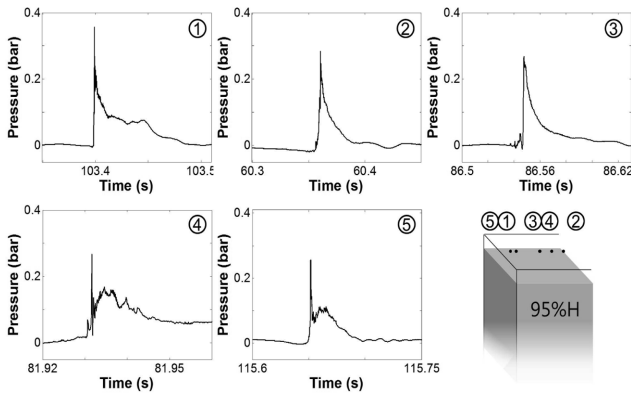 0.4 ① 0.4 ② 0.4 ③
Pressure (bar) Pressure (bar) Pressure (bar)
0.2 0.2 0.2
0 0 0
103.4 103.5 60.3 60.4 86.5 86.56 86.62
Time (s) Time (s) Time (s)
0.4 ④ 0.4 ⑤ ⑤① ③④ ②
Pressure (bar) Pressure (bar)
0.2 0.2 95%H
0 0
81.92 81.95 115.6 115.75
Time (s) Time (s)